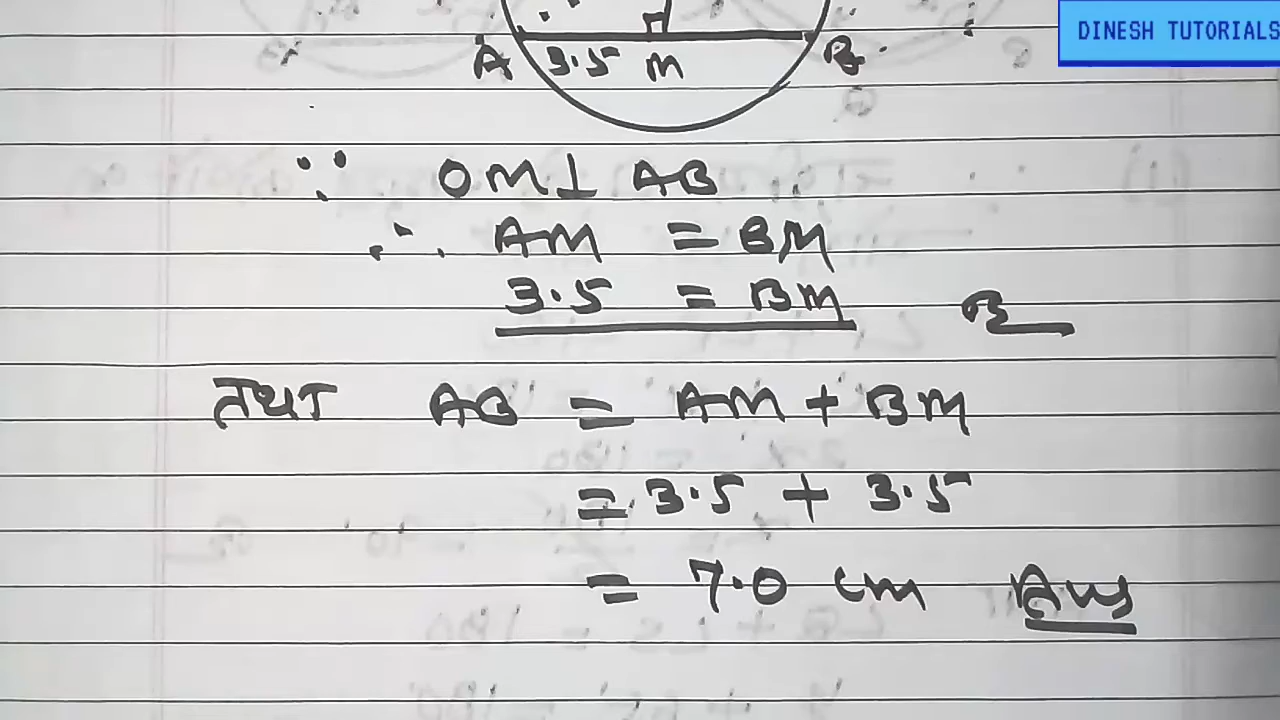 DINESH TUTORIALS
A 3.5 M B
∵ OM⊥ AB
∴ AM = BM
3.5 = BM
तथा AB = AM + BM
= 3.5 + 3.5
= 7.0 cm Ans